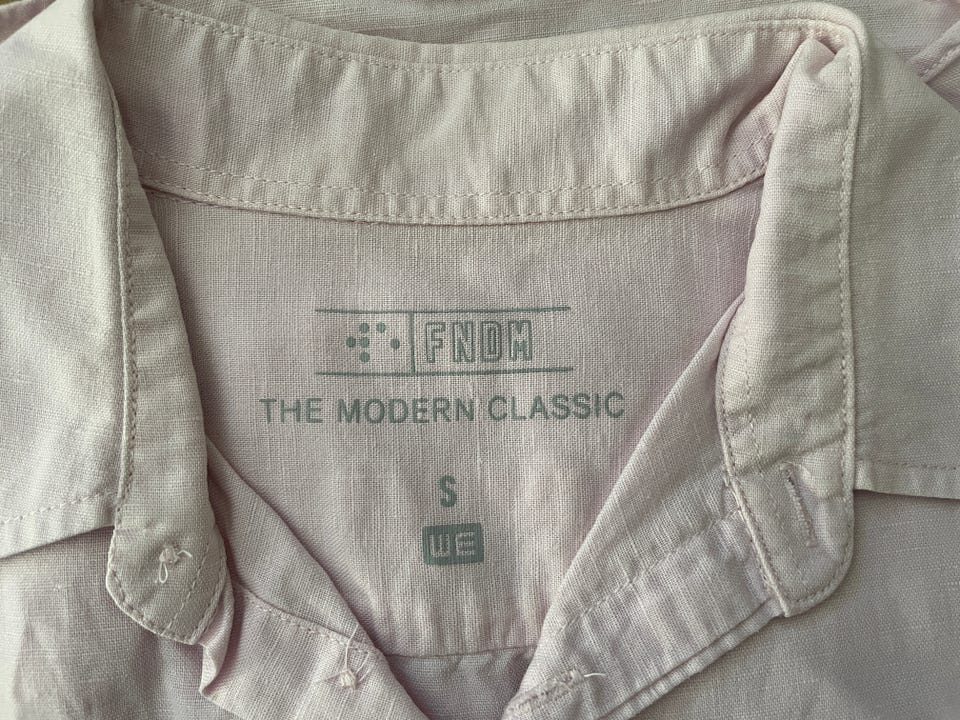 FNDM
THE MODERN CLASSIC
S
WE